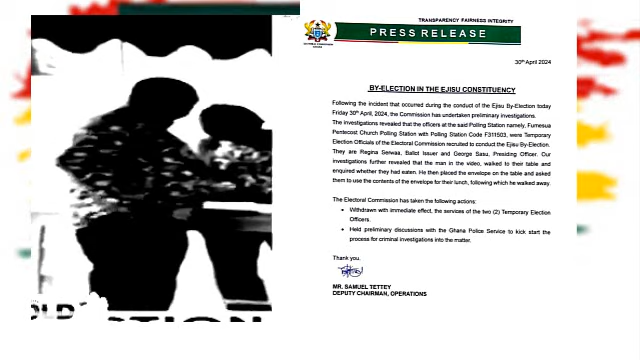 TRANSPARENCY FAIRNESS INTEGRITY
PRESS RELEASE
30th April 2024
BY-ELECTION IN THE EJISU CONSTITUENCY
Following the incident that occurred during the conduct of the Ejisu By-Election today
Friday 30th April, 2024, the Commission has undertaken preliminary investigations.
The investigations revealed that the officers at the said Polling Station namely, Fumesua
Pentecost Church Polling Station with Polling Station Code F311503, were Temporary
Election Officials of the Electoral Commission recruited to conduct the Ejisu By-Election.
They are Regina Serwaa, Ballot Issuer and George Sasu, Presiding Officer. Our
investigations further revealed that the man in the video, walked to their table and
enquired whether they had eaten. He then placed the envelope on the table and asked
them to use the contents of the envelope for their lunch, following which he walked away.
The Electoral Commission has taken the following actions:
• Withdrawn with immediate effect, the services of the two (2) Temporary Election
Officers.
• Held preliminary discussions with the Ghana Police Service to kick start the
process for criminal investigations into the matter.
Thank you.
MR. SAMUEL TETTEY
DEPUTY CHAIRMAN, OPERATIONS